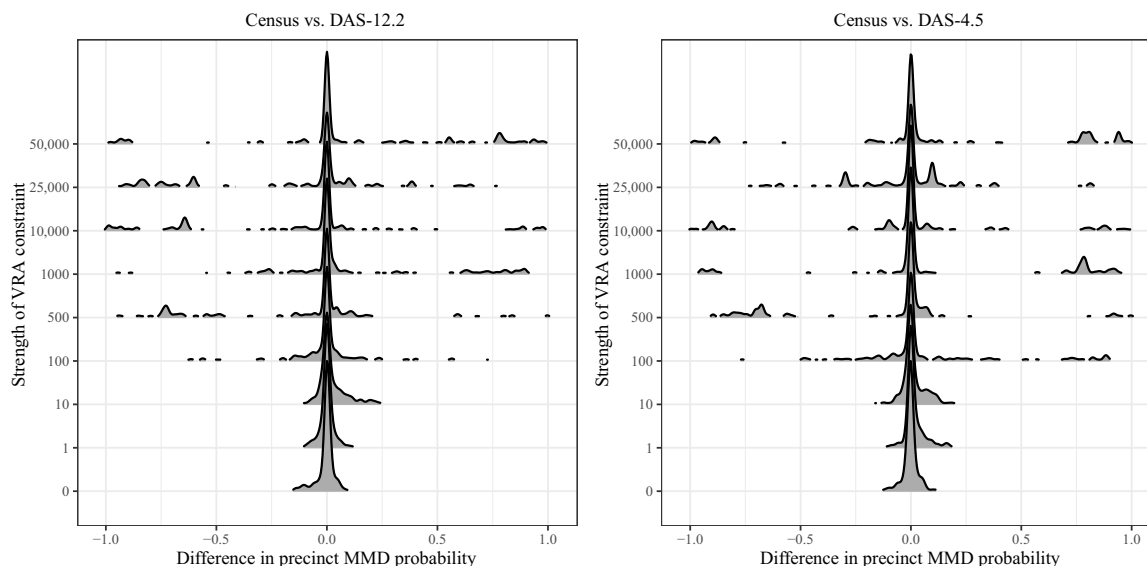 Census vs. DAS-12.2
50,000
25,000
10,000
1000
500
100
10
1
0
Strength of VRA constraint
−1.0 −0.5 0.0 0.5 1.0
Difference in precinct MMD probability
Census vs. DAS-4.5
50,000
25,000
10,000
1000
500
100
10
1
0
Strength of VRA constraint
−1.0 −0.5 0.0 0.5 1.0
Difference in precinct MMD probability